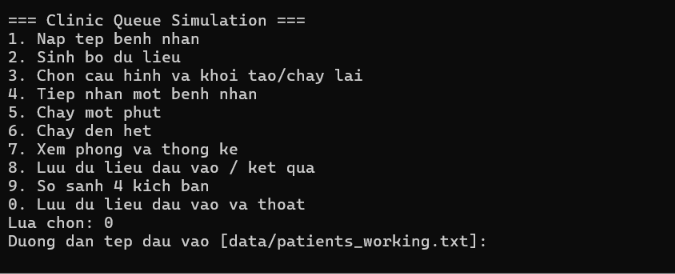 === Clinic Queue Simulation ===
1. Nap tep benh nhan
2. Sinh bo du lieu
3. Chon cau hinh va khoi tao/chay lai
4. Tiep nhan mot benh nhan
5. Chay mot phut
6. Chay den het
7. Xem phong va thong ke
8. Luu du lieu dau vao / ket qua
9. So sanh 4 kich ban
0. Luu du lieu dau vao va thoat
Lua chon: 0
Duong dan tep dau vao [data/patients_working.txt]: